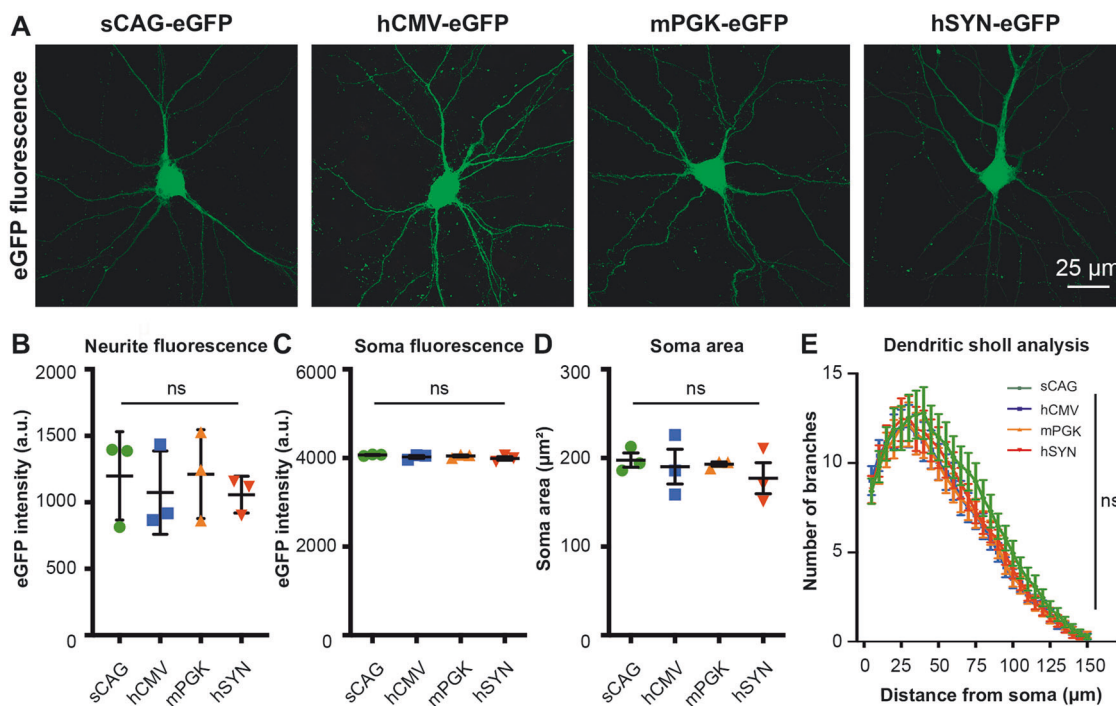 A
sCAG-eGFP hCMV-eGFP mPGK-eGFP hSYN-eGFP
eGFP fluorescence
25 µm
B Neurite fluorescence
eGFP intensity (a.u.)
2000
1500
1000
500
0
ns
sCAG hCMV mPGK hSYN
C Soma fluorescence
eGFP intensity (a.u.)
6000
4000
2000
0
ns
sCAG hCMV mPGK hSYN
D Soma area
Soma area (µm²)
300
200
100
0
ns
sCAG hCMV mPGK hSYN
E Dendritic sholl analysis
Number of branches
15
10
5
0
sCAG
hCMV
mPGK
hSYN
ns
0 25 50 75 100 125 150
Distance from soma (µm)